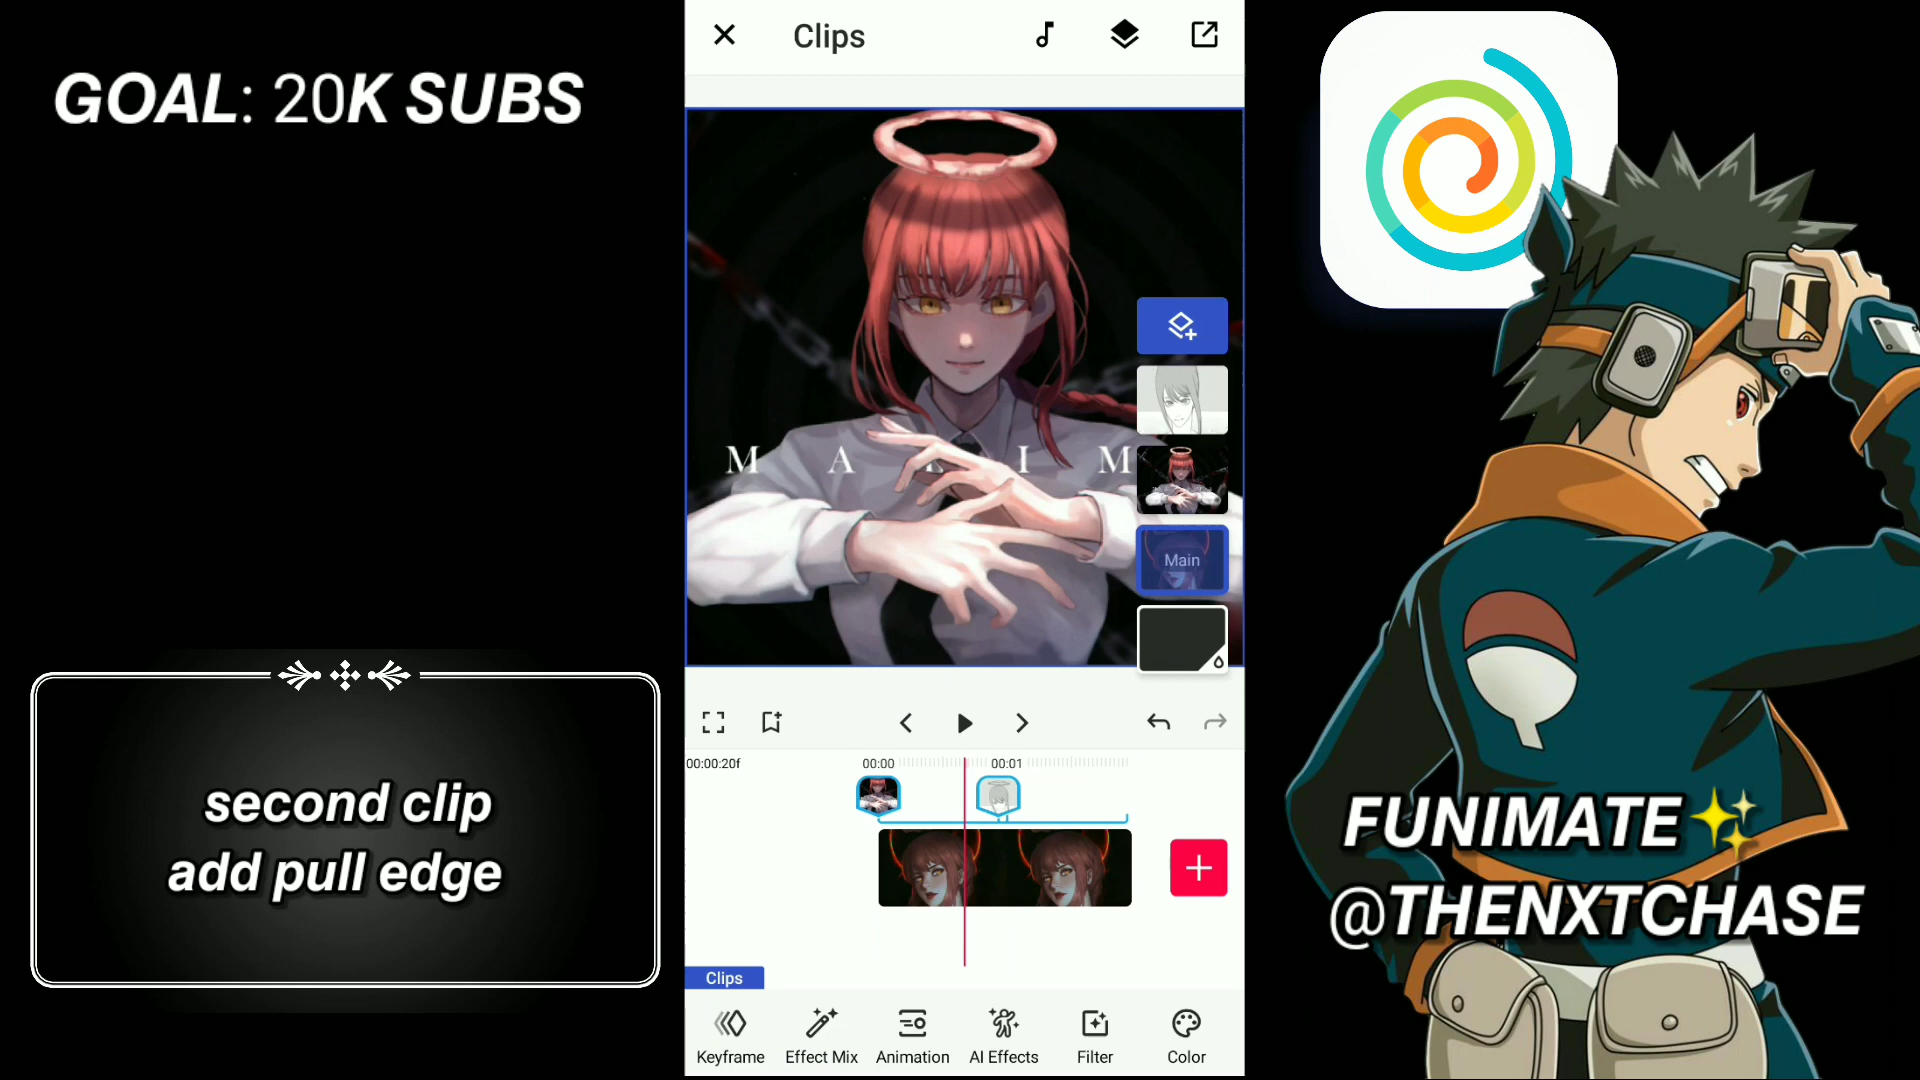 GOAL: 20K SUBS
Clips
M A I M
Main
00:00:20f
00:00
00:01
Clips
Keyframe
Effect Mix
Animation
AI Effects
Filter
Color
second clip
add pull edge
FUNIMATE✨
@THENXTCHASE